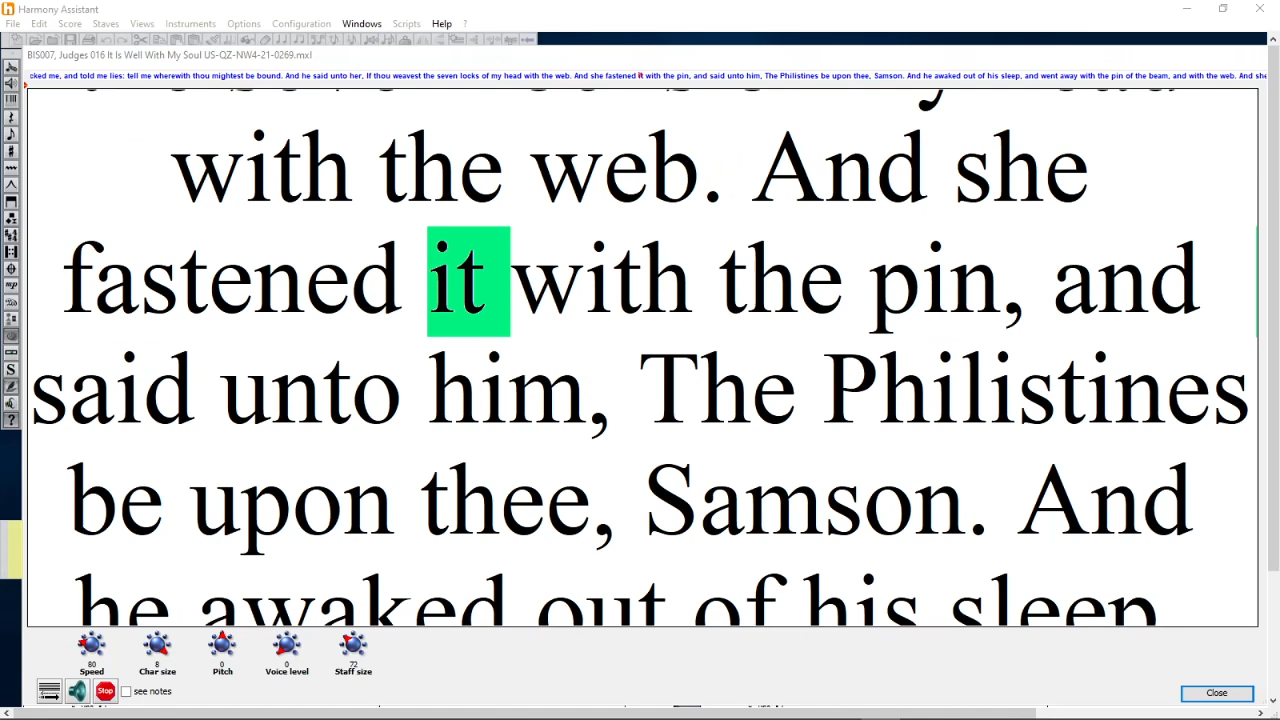 Harmony Assistant
File Edit Score Staves Views Instruments Options Configuration Windows Scripts Help ?
BIS007, Judges 016 It Is Well With My Soul US-QZ-NW4-21-0269.mxl
cked me, and told me lies: tell me wherewith thou mightest be bound. And he said unto her, If thou weavest the seven locks of my head with the web. And she fastened it with the pin, and said unto him, The Philistines be upon thee, Samson. And he awaked out of his sleep, and went away with the pin of the beam, and with the web. And she
with the web. And she
fastened it with the pin, and
said unto him, The Philistines
be upon thee, Samson. And
he awaked out of his sleep
80 8 0 0 72
Speed Char size Pitch Voice level Staff size
Stop see notes Close